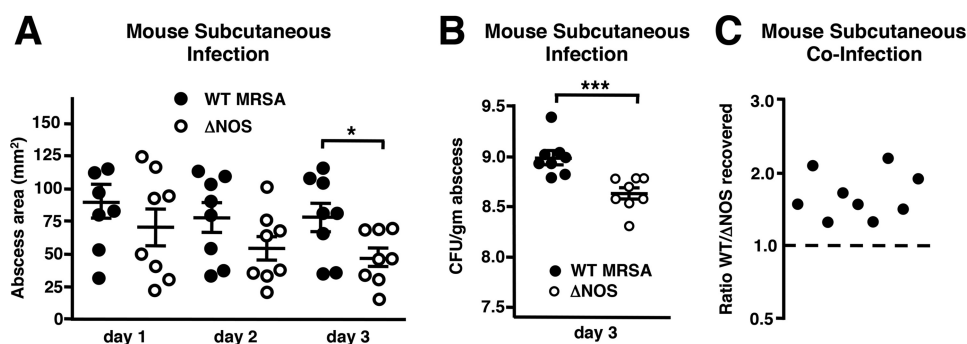 A
Mouse Subcutaneous
Infection
WT MRSA
ΔNOS
*
Abscess area (mm²)
150
125
100
75
50
25
0
day 1
day 2
day 3
B
Mouse Subcutaneous
Infection
***
CFU/gm abscess
9.5
9.0
8.5
8.0
7.5
WT MRSA
ΔNOS
day 3
C
Mouse Subcutaneous
Co-Infection
Ratio WT/ΔNOS recovered
3.0
2.0
1.0
0.5